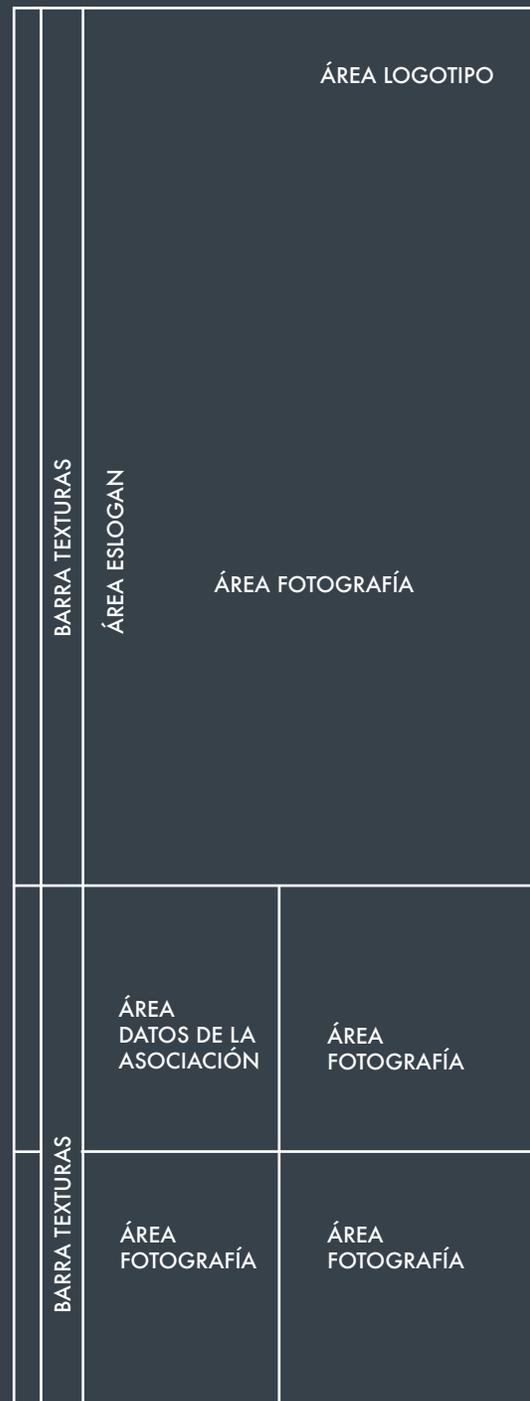 ÁREA LOGOTIPO
BARRA TEXTURAS
ÁREA ESLOGAN
ÁREA FOTOGRAFÍA
ÁREA
DATOS DE LA
ASOCIACIÓN
ÁREA
FOTOGRAFÍA
BARRA TEXTURAS
ÁREA
FOTOGRAFÍA
ÁREA
FOTOGRAFÍA